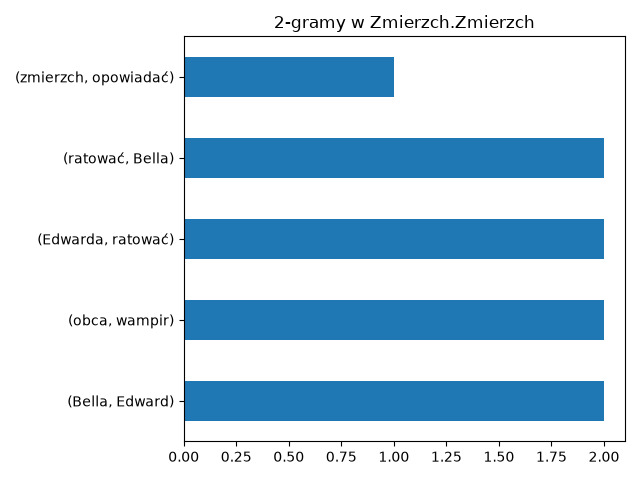 2-gramy w Zmierzch.Zmierzch
(zmierzch, opowiadać)
(ratować, Bella)
(Edwarda, ratować)
(obca, wampir)
(Bella, Edward)
0.00 0.25 0.50 0.75 1.00 1.25 1.50 1.75 2.00